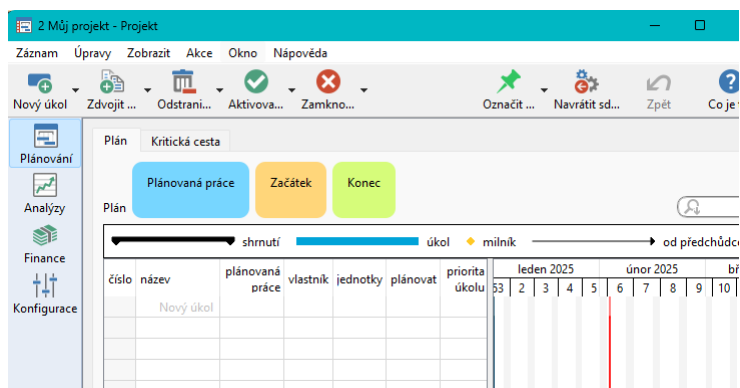 2 Můj projekt - Projekt
Záznam Úpravy Zobrazit Akce Okno Nápověda
Nový úkol Zdvojit ... Odstrani... Aktivova... Zamkno... Označit ... Navrátit sd... Zpět Co je
Plánování
Analýzy
Finance
Konfigurace
Plán Kritická cesta
Plán Plánovaná práce Začátek Konec
shrnutí úkol milník od předchůdc
číslo název plánovaná práce vlastník jednotky plánovat priorita úkolu
leden 2025 únor 2025 bř
53 2 3 4 5 6 7 8 9 10
Nový úkol